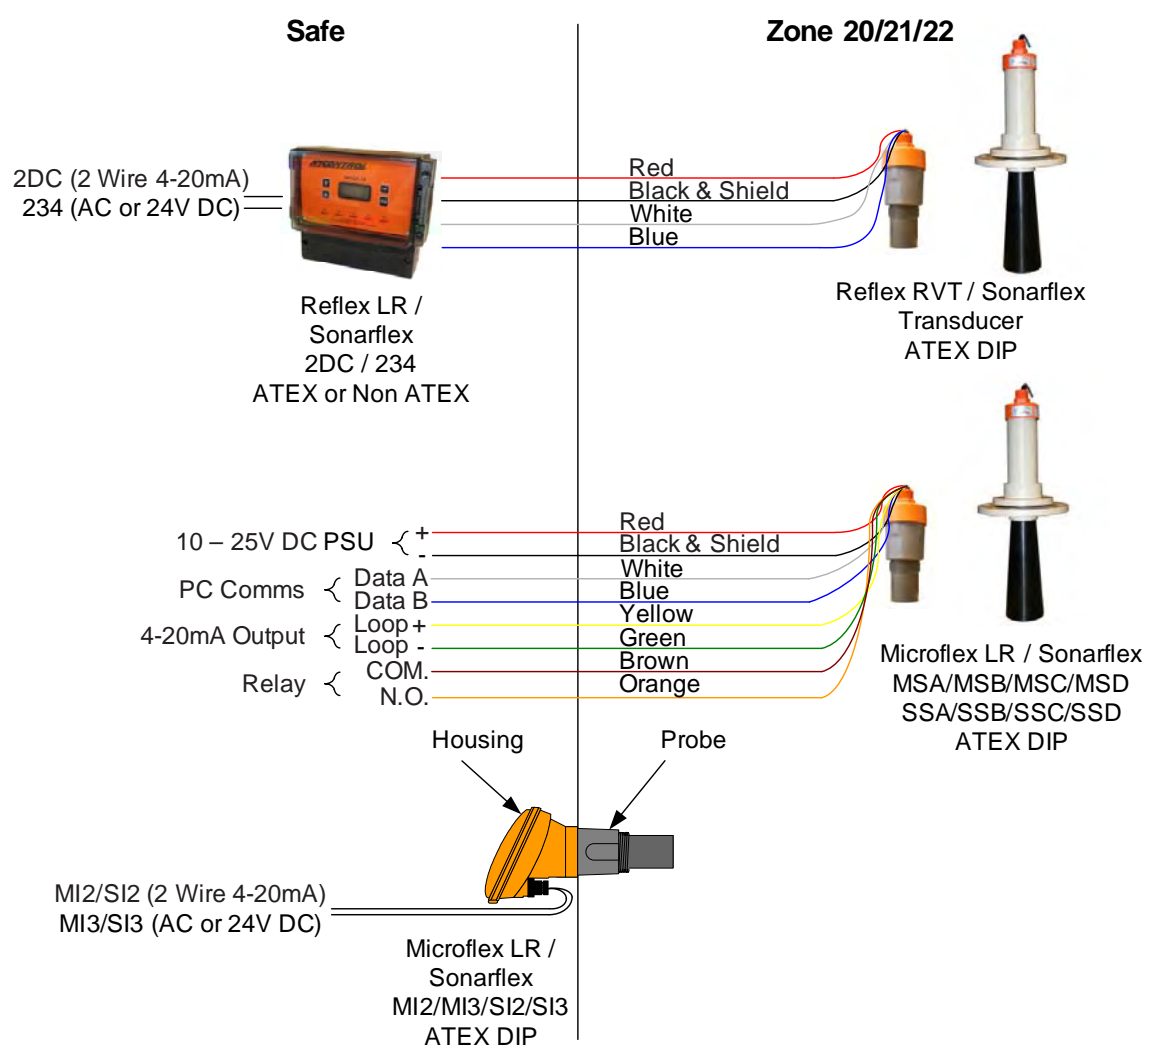 Safe
Zone 20/21/22
2DC (2 Wire 4-20mA)
234 (AC or 24V DC)
Red
Black & Shield
White
Blue
Reflex LR /
Sonarflex
2DC / 234
ATEX or Non ATEX
Reflex RVT / Sonarflex
Transducer
ATEX DIP
10 – 25V DC PSU
+
-
PC Comms
Data A
Data B
4-20mA Output
Loop +
Loop -
Relay
COM.
N.O.
Red
Black & Shield
White
Blue
Yellow
Green
Brown
Orange
Microflex LR / Sonarflex
MSA/MSB/MSC/MSD
SSA/SSB/SSC/SSD
ATEX DIP
Housing
Probe
MI2/SI2 (2 Wire 4-20mA)
MI3/SI3 (AC or 24V DC)
Microflex LR /
Sonarflex
MI2/MI3/SI2/SI3
ATEX DIP